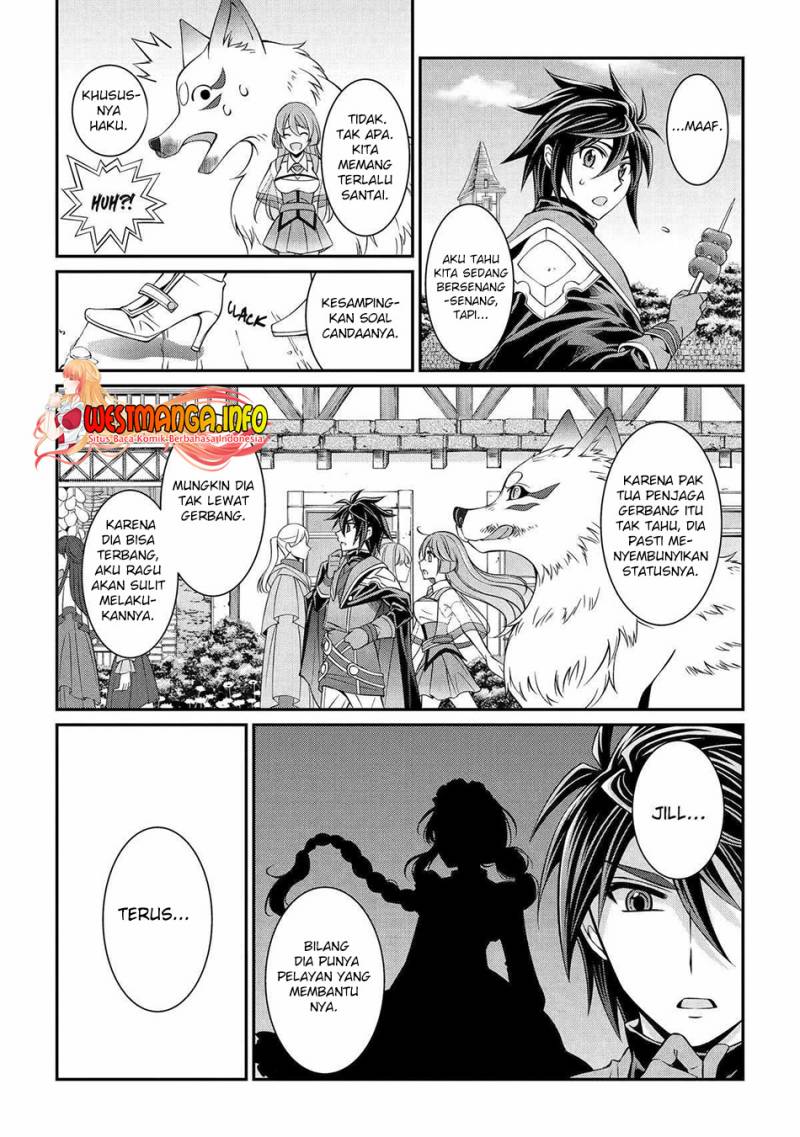 ...MAAF.
AKU TAHU
KITA SEDANG
BERSENANG
-SENANG,
TAPI...
TIDAK.
TAK APA.
KITA
MEMANG
TERLALU
SANTAI.
KHUSUS-
NYA
HAKU.
HUH?!
KESAMPING-
KAN SOAL
CANDAANYA.
CLACK
WESTMANGA.INFO
Situs Baca Komik Berbahasa Indonesia
KARENA PAK
TUA PENJAGA
GERBANG ITU
TAK TAHU, DIA
PASTI ME-
NYEMBUNYIKAN
STATUSNYA.
MUNGKIN DIA
TAK LEWAT
GERBANG.
KARENA
DIA BISA
TERBANG,
AKU RAGU
AKAN SULIT
MELAKU-
KANNYA.
JILL...
BILANG
DIA PUNYA
PELAYAN YANG
MEMBANTU
NYA.
TERUS...